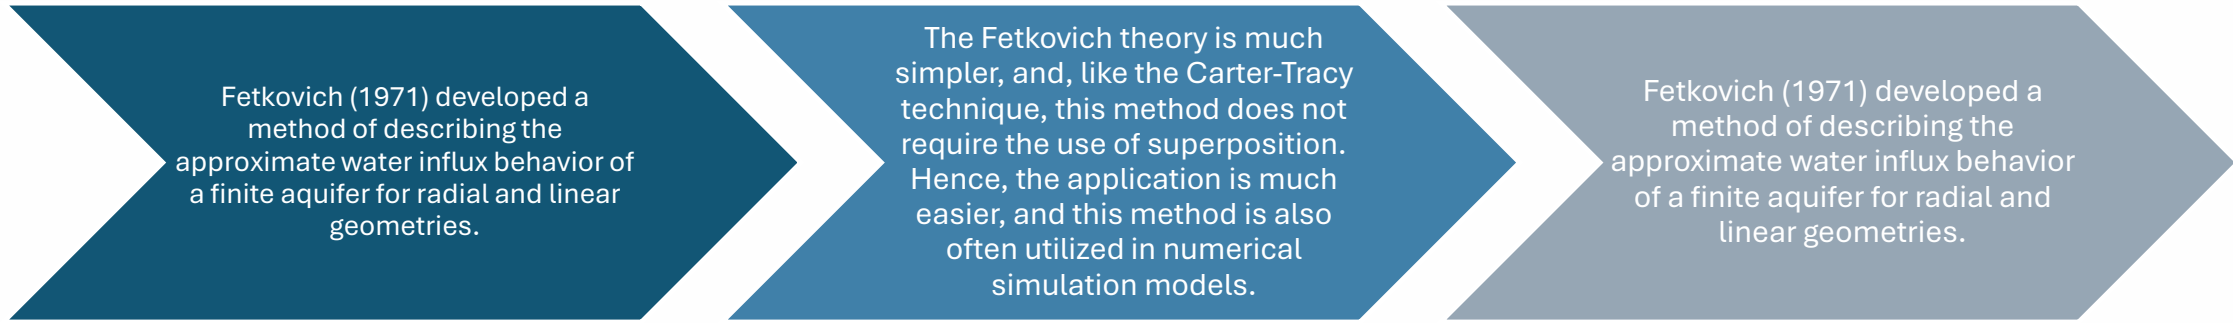 Fetkovich (1971) developed a
method of describing the
approximate water influx behavior of
a finite aquifer for radial and linear
geometries.
The Fetkovich theory is much
simpler, and, like the Carter-Tracy
technique, this method does not
require the use of superposition.
Hence, the application is much
easier, and this method is also
often utilized in numerical
simulation models.
Fetkovich (1971) developed a
method of describing the
approximate water influx behavior
of a finite aquifer for radial and
linear geometries.